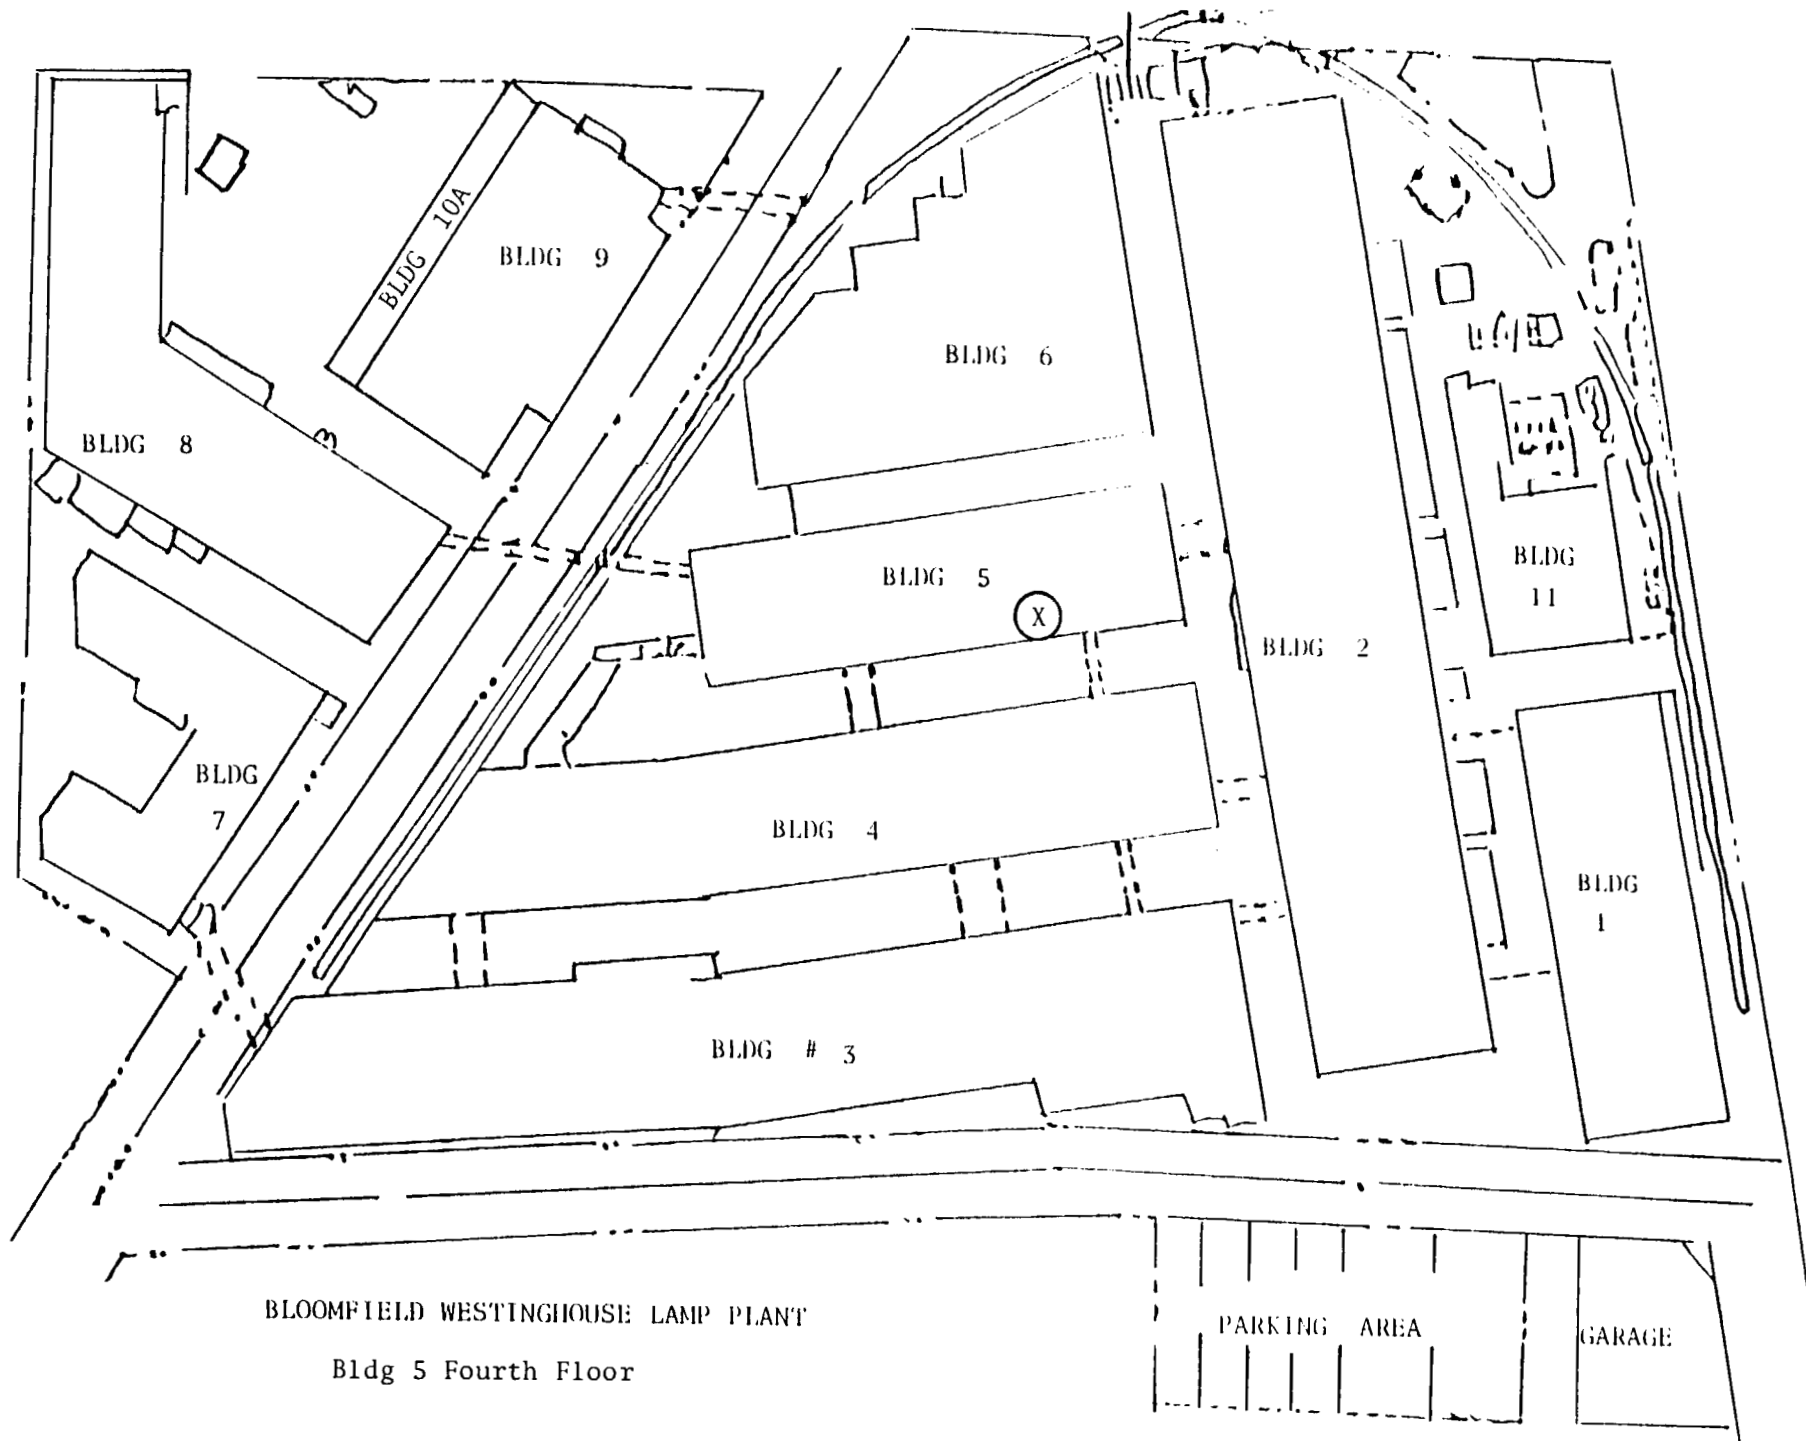 BLDG 10A
BLDG 9
BLDG 6
BLDG 8
BLDG 5
X
BLDG
11
BLDG 2
BLDG
7
BLDG 4
BLDG
1
BLDG # 3
BLOOMFIELD WESTINGHOUSE LAMP PLANT
Bldg 5 Fourth Floor
PARKING AREA
GARAGE